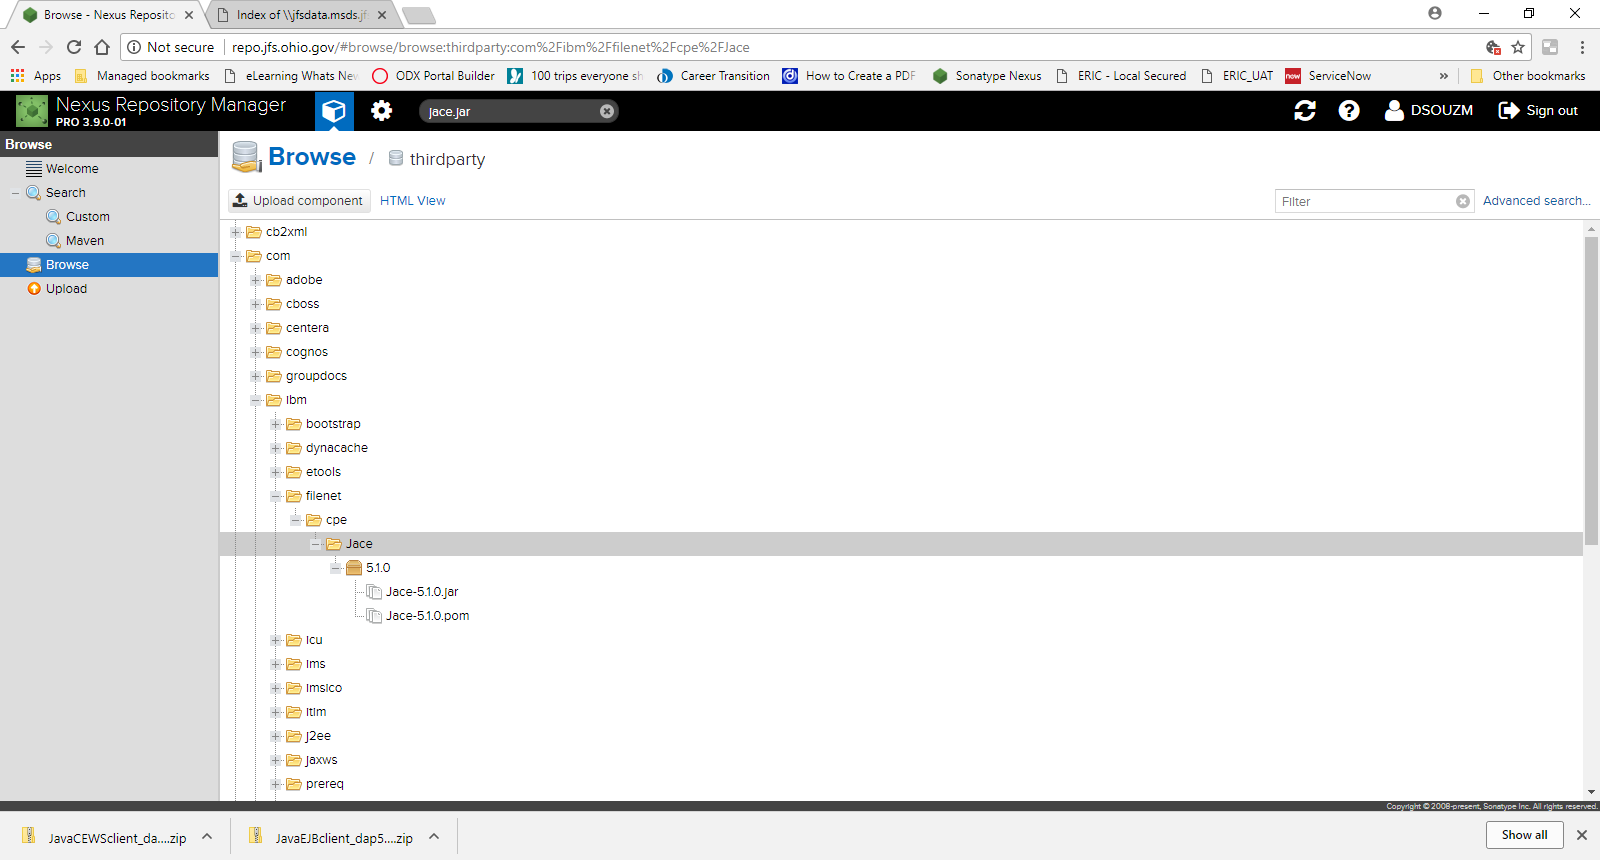 Browse - Nexus Reposito
Index of \\jfsdata.msds.jf
Not secure
repo.jfs.ohio.gov/#browse/browse:thirdparty:com%2Fibm%2Ffilenet%2Fcpe%2FJace
Apps
Managed bookmarks
eLearning Whats Nev
ODX Portal Builder
100 trips everyone sh
Career Transition
How to Create a PDF
Sonatype Nexus
ERIC - Local Secured
ERIC_UAT
now
ServiceNow
»
Other bookmarks
Nexus Repository Manager
PRO 3.9.0-01
jace.jar
DSOUZM
Sign out
Browse
Welcome
Search
Custom
Maven
Browse
Upload
Browse / thirdparty
Upload component
HTML View
Filter
Advanced search...
cb2xml
com
adobe
cboss
centera
cognos
groupdocs
ibm
bootstrap
dynacache
etools
filenet
cpe
Jace
5.1.0
Jace-5.1.0.jar
Jace-5.1.0.pom
icu
ims
imsico
itim
j2ee
jaxws
prereq
Copyright © 2008-present, Sonatype Inc. All rights reserved.
JavaCEWSclient_da....zip
JavaEJBclient_dap5....zip
Show all